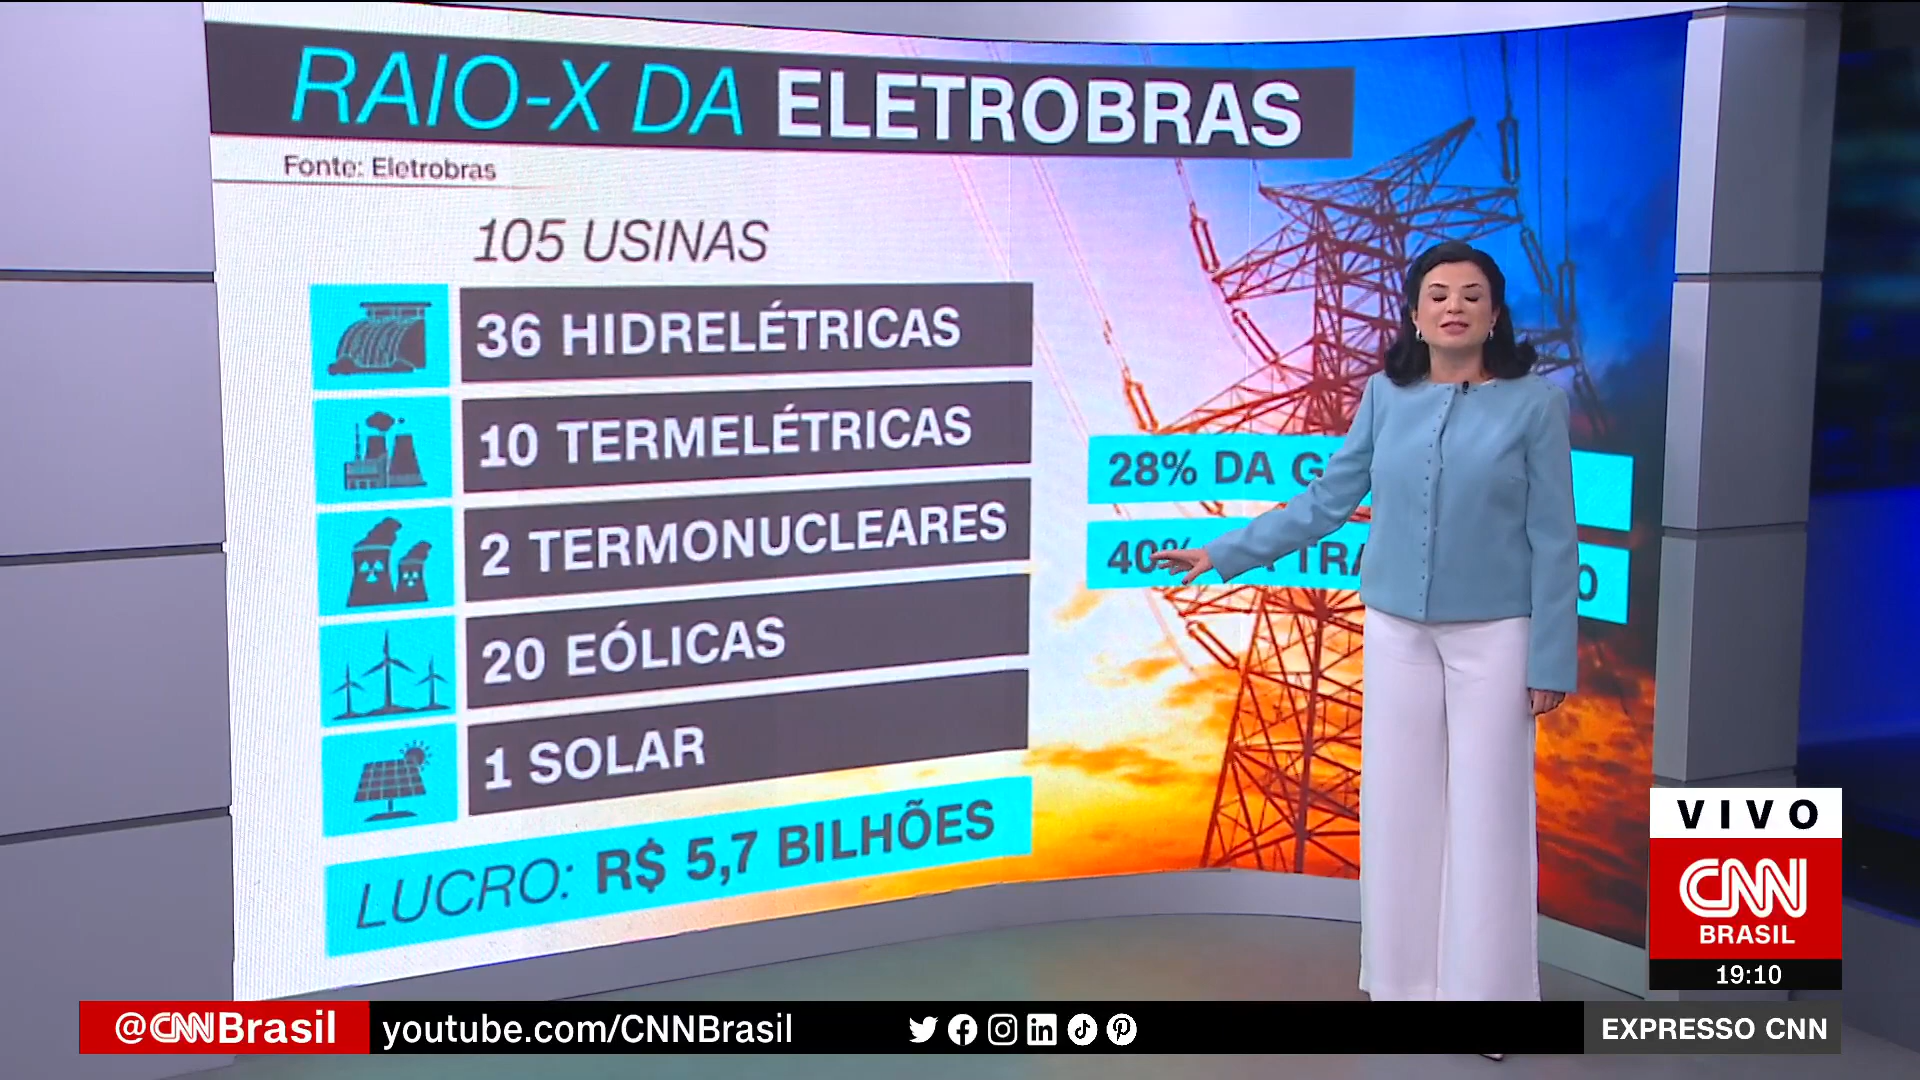 RAIO-X DA ELETROBRAS
Fonte: Eletrobras
105 USINAS
36 HIDRELÉTRICAS
10 TERMELÉTRICAS
2 TERMONUCLEARES
20 EÓLICAS
1 SOLAR
LUCRO: R$ 5,7 BILHÕES
28% DA
40%
VIVO
CNN
BRASIL
19:10
@CNNBrasil
youtube.com/CNNBrasil
EXPRESSO CNN